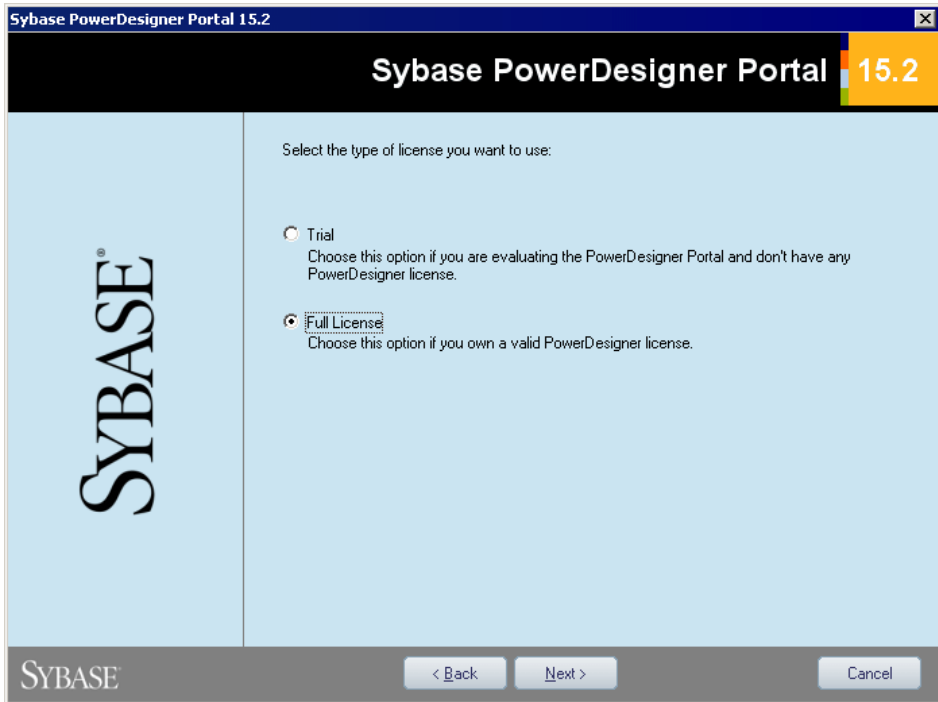 Sybase PowerDesigner Portal 15.2
Sybase PowerDesigner Portal 15.2
Select the type of license you want to use:
Trial
Choose this option if you are evaluating the PowerDesigner Portal and don't have any
PowerDesigner license.
Full License
Choose this option if you own a valid PowerDesigner license.
SYBASE®
SYBASE
< Back
Next >
Cancel